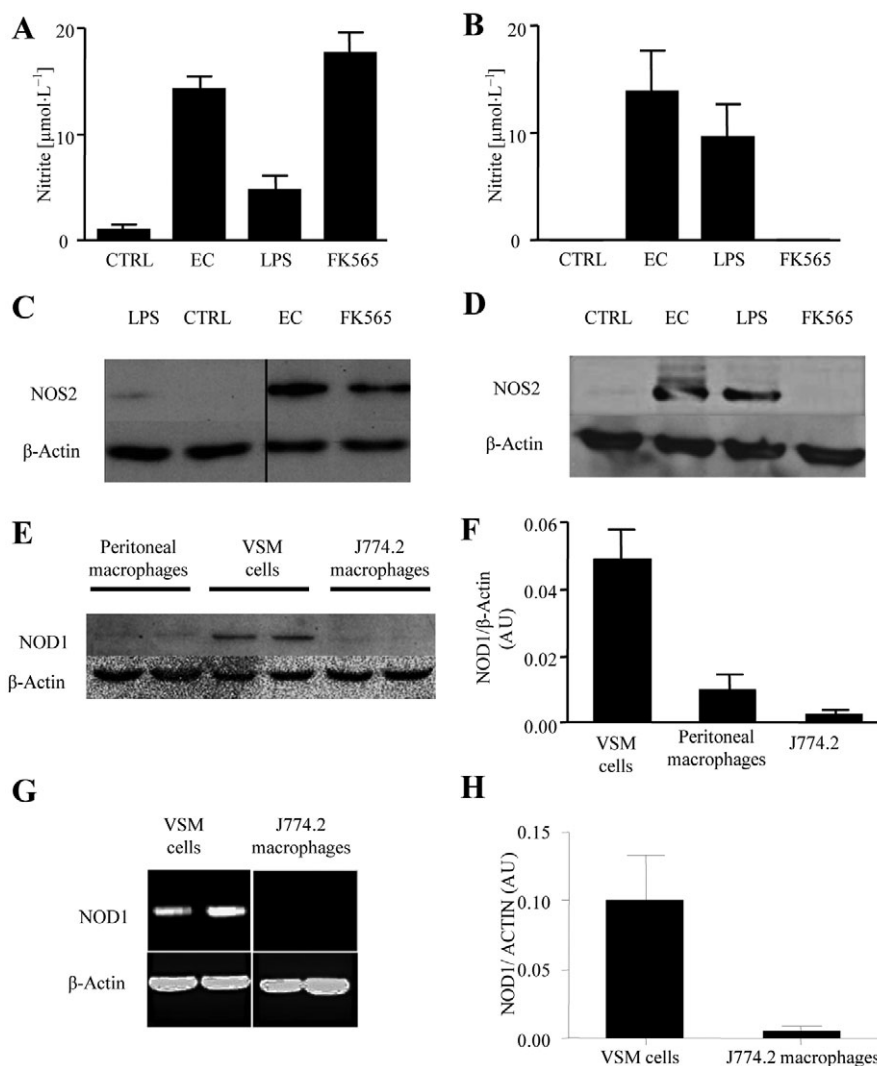 A
B
20
10
0
Nitrite [μmol·L⁻¹]
CTRL EC LPS FK565
20
10
0
Nitrite [μmol·L⁻¹]
CTRL EC LPS FK565
C
LPS CTRL EC FK565
NOS2
β-Actin
D
CTRL EC LPS FK565
NOS2
β-Actin
E
Peritoneal
macrophages
VSM
cells
J774.2
macrophages
NOD1
β-Actin
F
0.06
0.04
0.02
0.00
NOD1/β-Actin
(AU)
VSM
cells
Peritoneal
macrophages
J774.2
G
VSM
cells
J774.2
macrophages
NOD1
β-Actin
H
0.15
0.10
0.05
0.00
NOD1/ ACTIN (AU)
VSM cells J774.2 macrophages